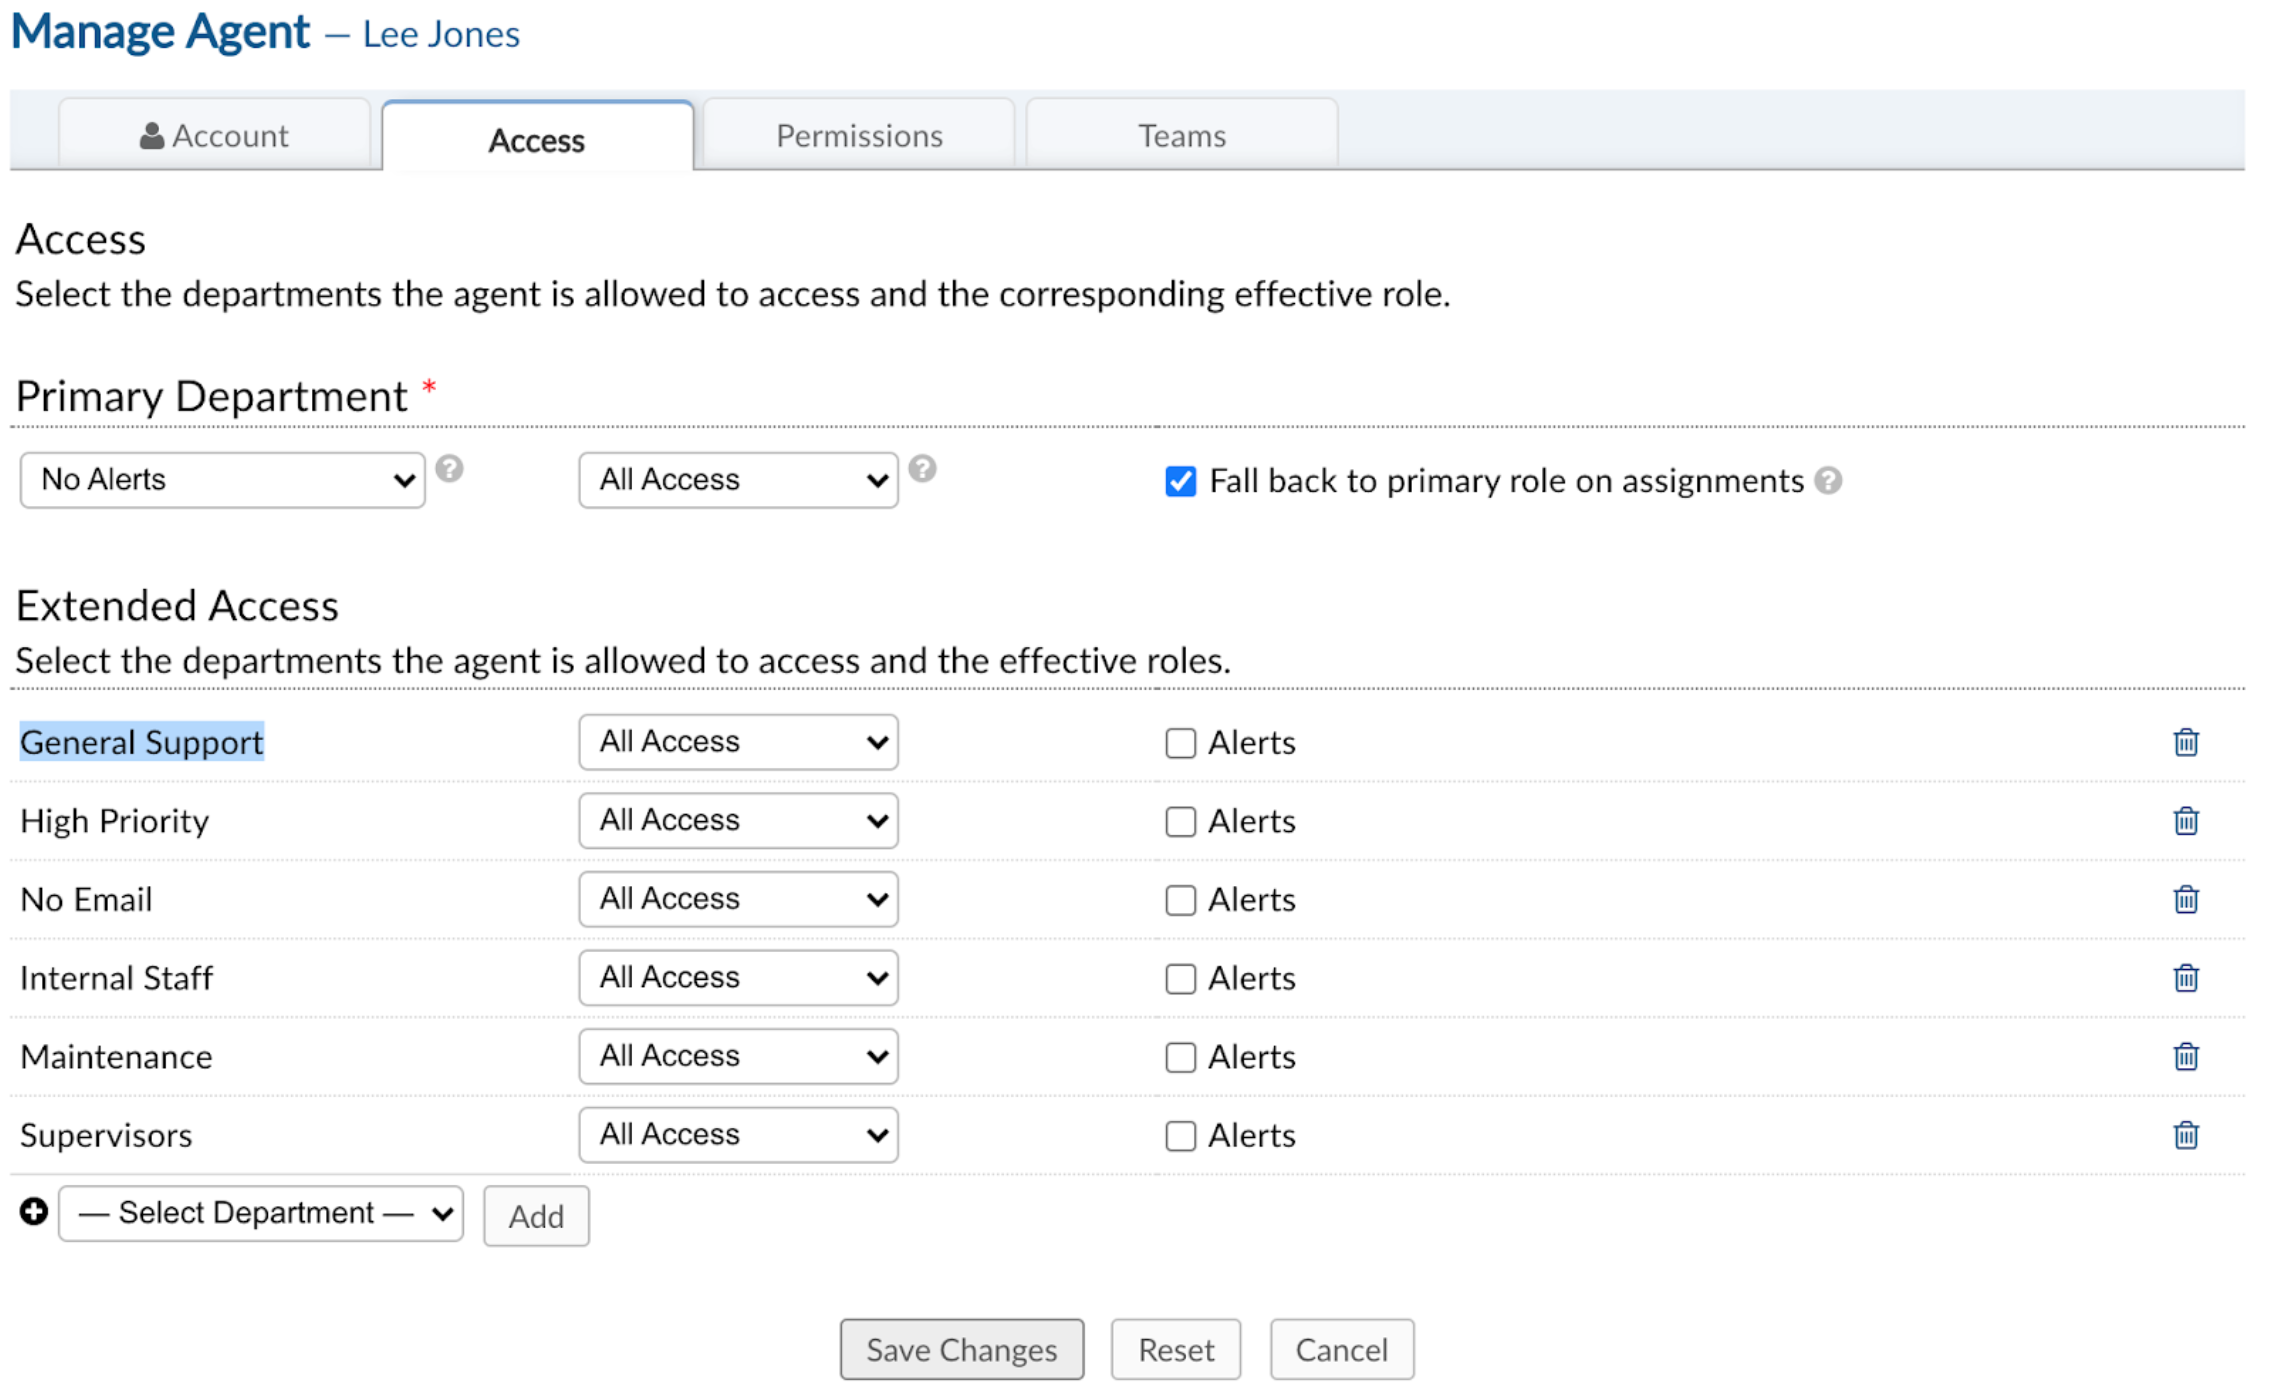 Manage Agent — Lee Jones
Account Access Permissions Teams
Access
Select the departments the agent is allowed to access and the corresponding effective role.
Primary Department *
No Alerts ? All Access ? Fall back to primary role on assignments ?
Extended Access
Select the departments the agent is allowed to access and the effective roles.
General Support All Access Alerts
High Priority All Access Alerts
No Email All Access Alerts
Internal Staff All Access Alerts
Maintenance All Access Alerts
Supervisors All Access Alerts
— Select Department — Add
Save Changes Reset Cancel